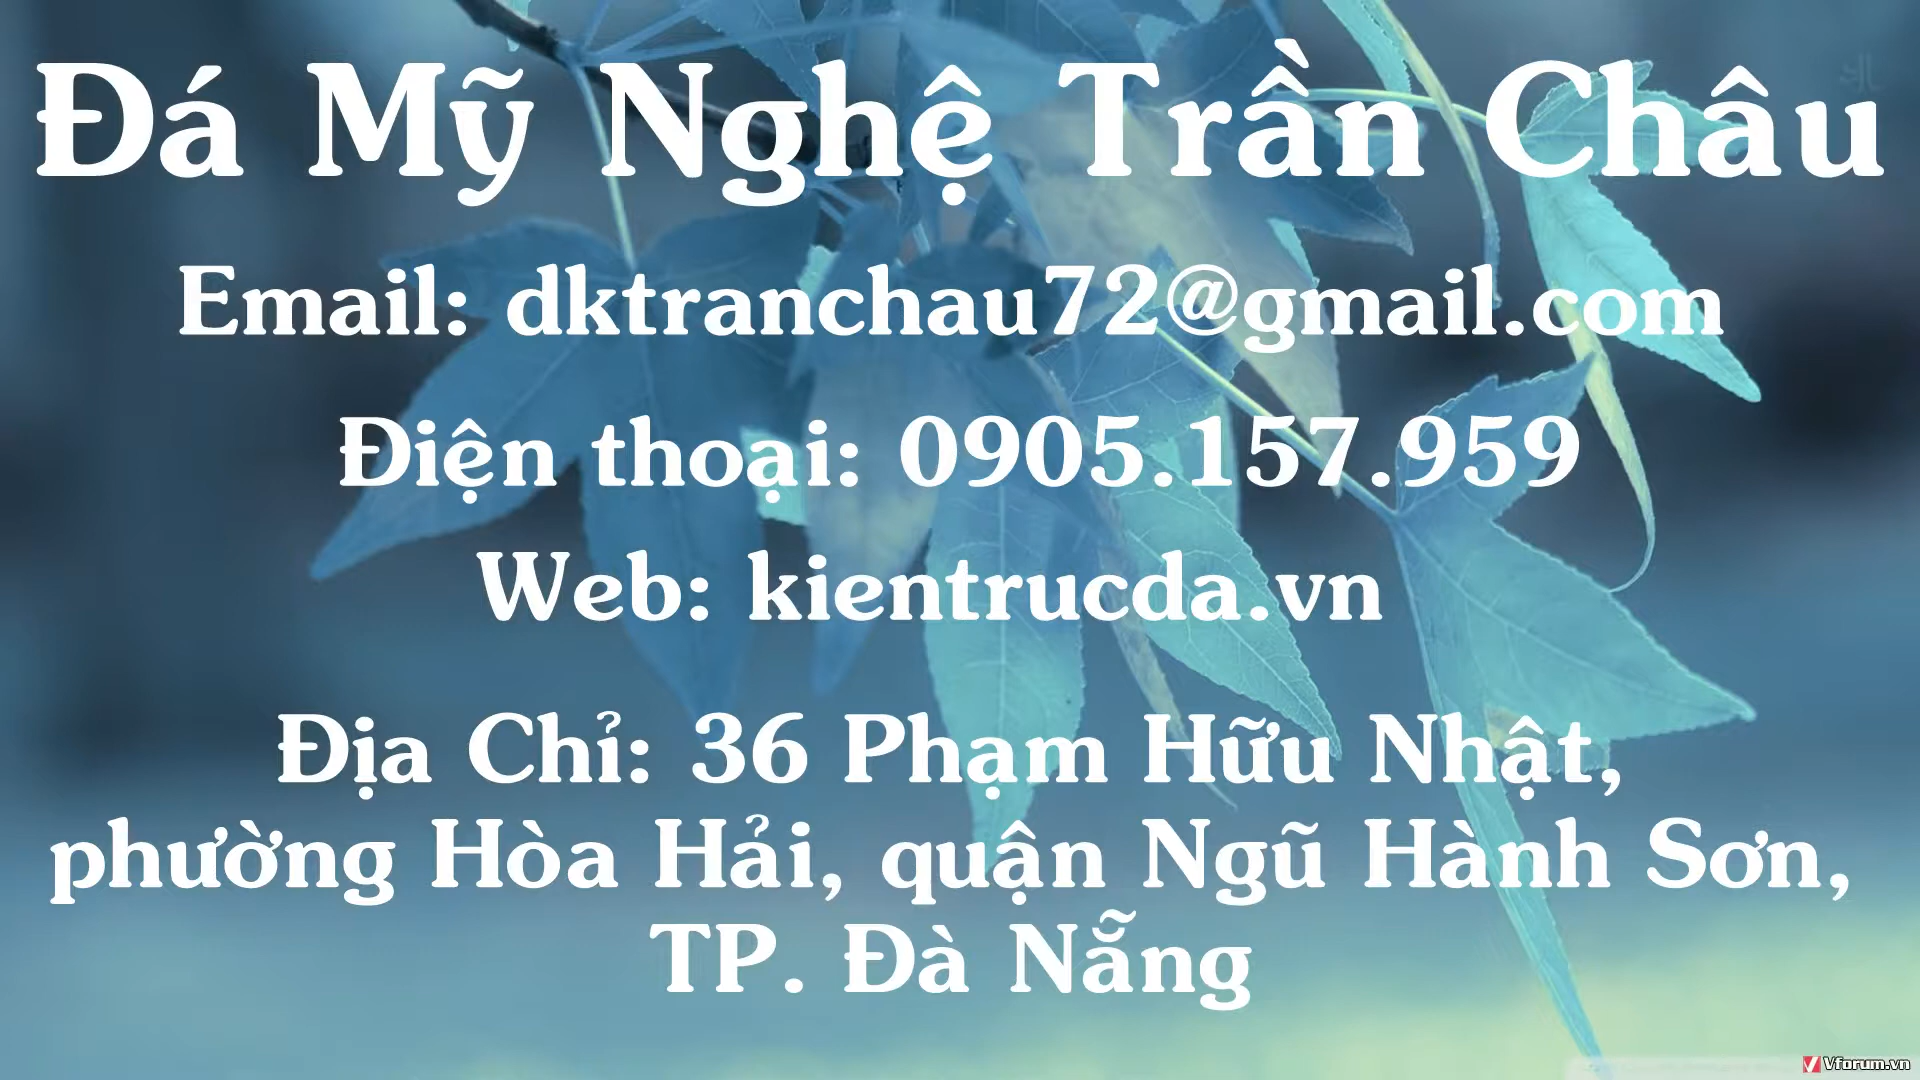 Đá Mỹ Nghệ Trần Châu
Email: dktranchau72@gmail.com
Điện thoại: 0905.157.959
Web: kientrucda.vn
Địa Chỉ: 36 Phạm Hữu Nhật,
phường Hòa Hải, quận Ngũ Hành Sơn,
TP. Đà Nẵng
Vforum.vn